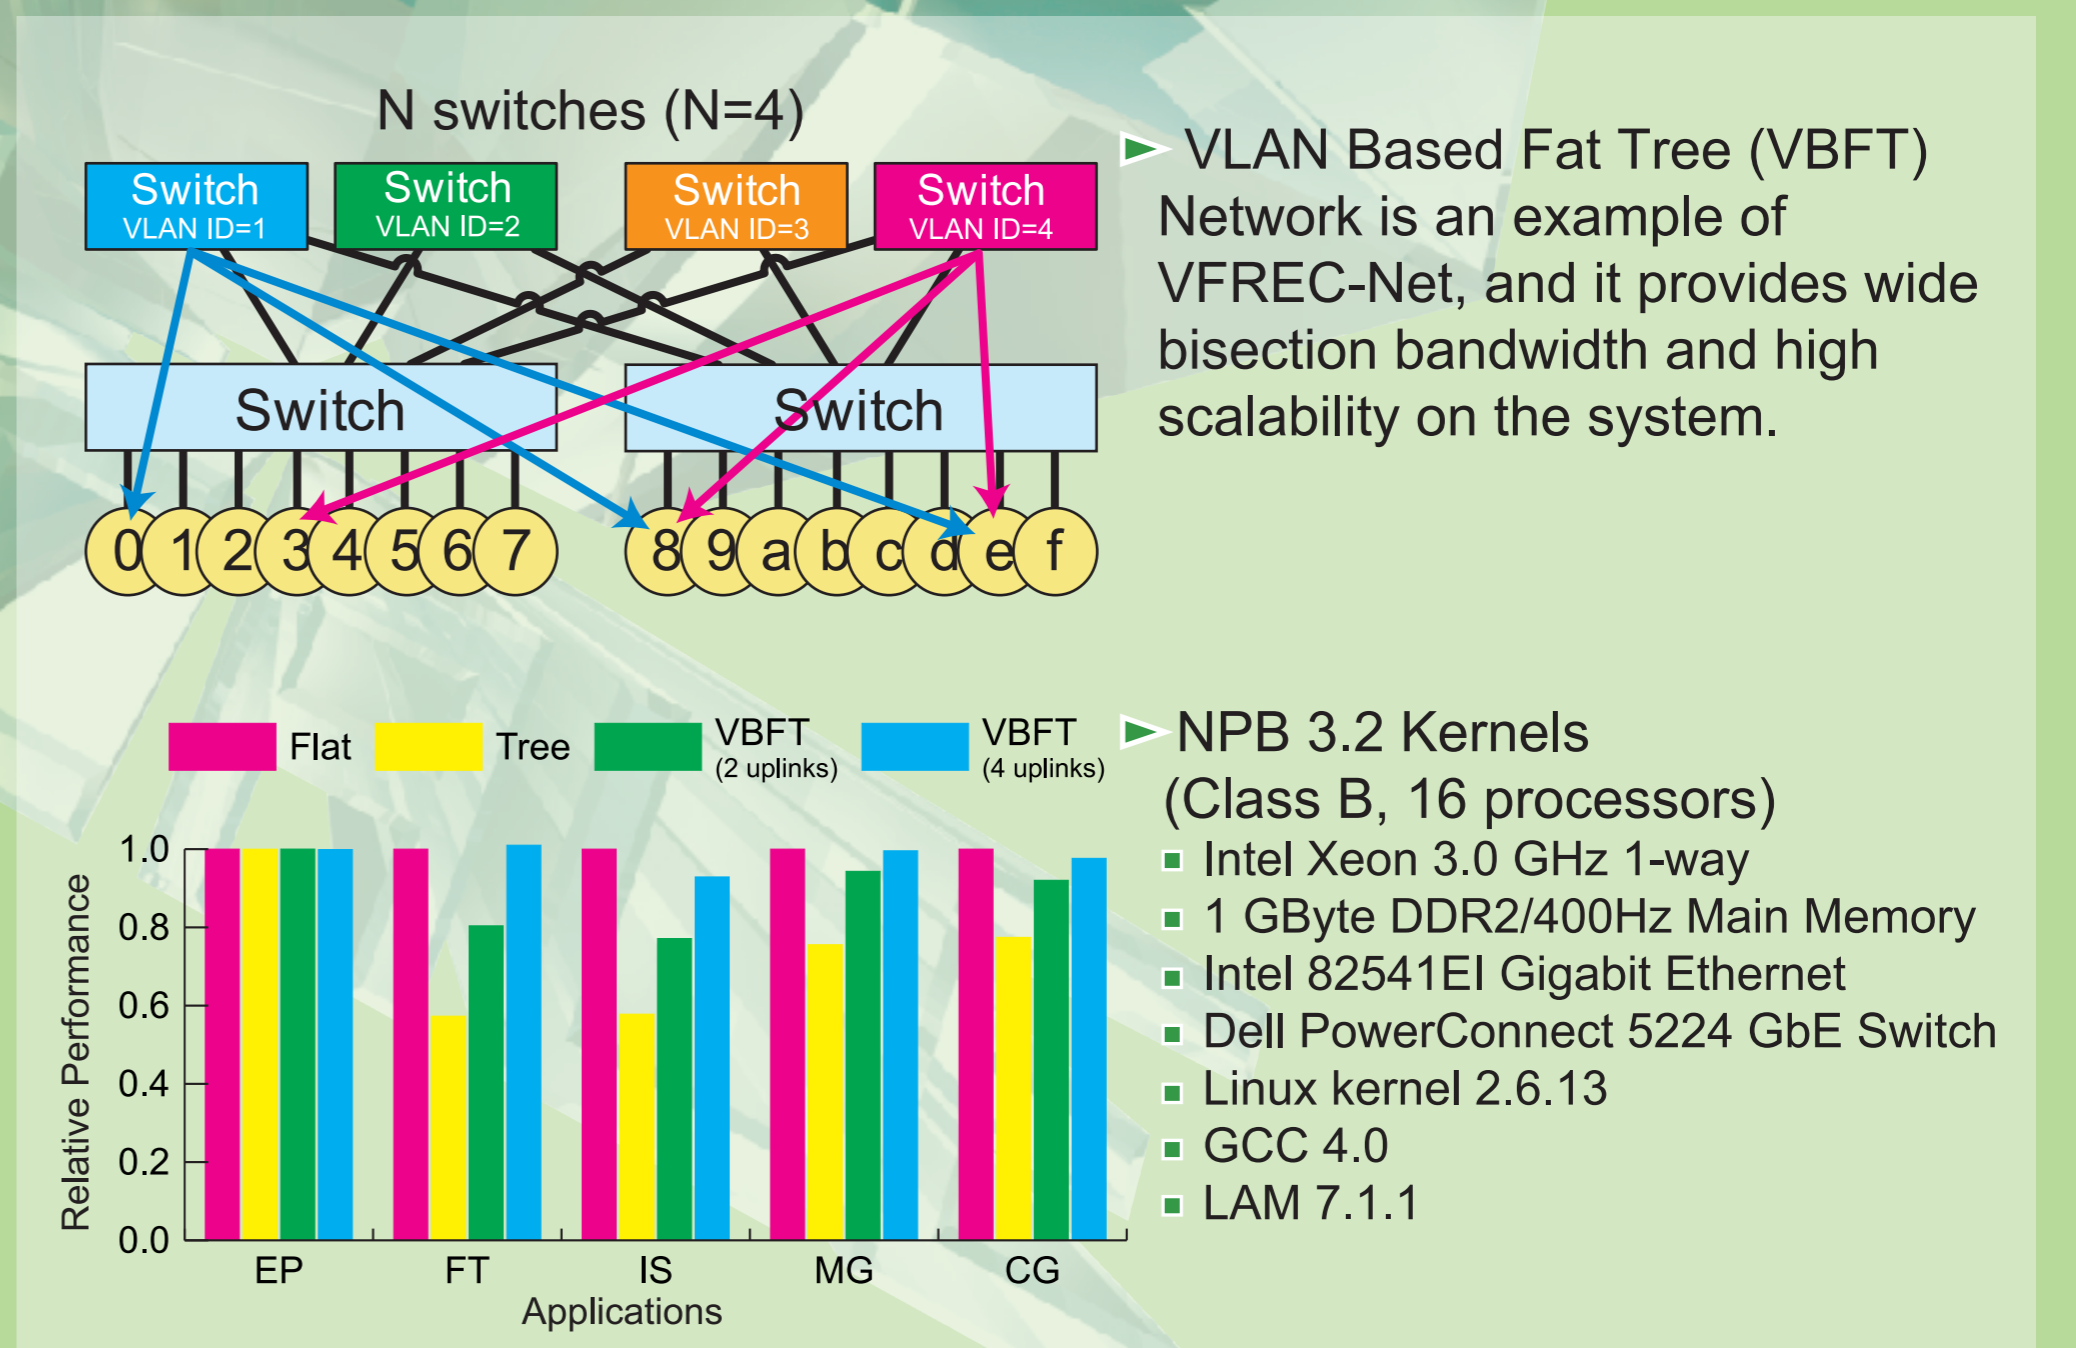 N switches (N=4)
Switch
VLAN ID=1
Switch
VLAN ID=2
Switch
VLAN ID=3
Switch
VLAN ID=4
Switch
Switch
0 1 2 3 4 5 6 7
8 9 a b c d e f
VLAN Based Fat Tree (VBFT)
Network is an example of
VFREC-Net, and it provides wide
bisection bandwidth and high
scalability on the system.
Flat
Tree
VBFT
(2 uplinks)
VBFT
(4 uplinks)
Relative Performance
1.0
0.8
0.6
0.4
0.2
0.0
EP FT IS MG CG
Applications
NPB 3.2 Kernels
(Class B, 16 processors)
Intel Xeon 3.0 GHz 1-way
1 GByte DDR2/400Hz Main Memory
Intel 82541EI Gigabit Ethernet
Dell PowerConnect 5224 GbE Switch
Linux kernel 2.6.13
GCC 4.0
LAM 7.1.1